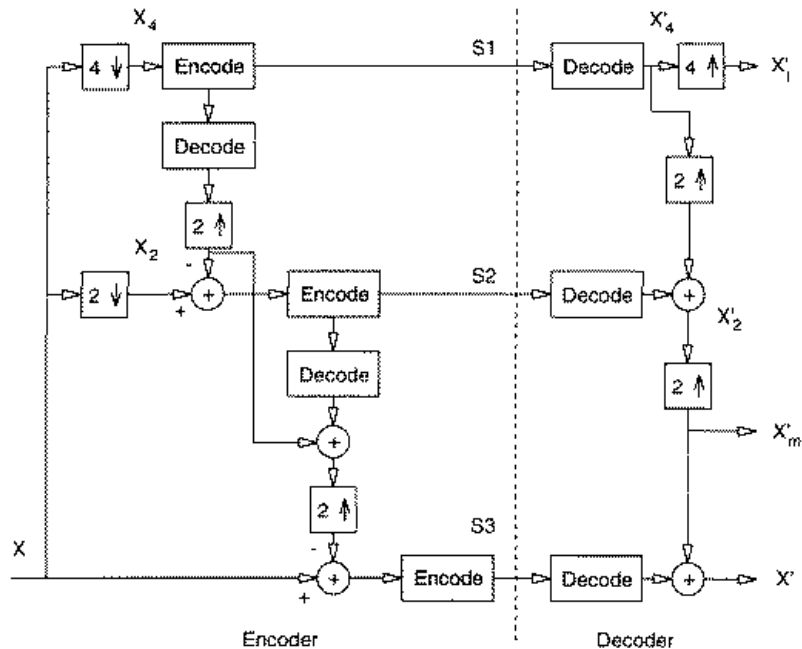 X₄ S1 X'₄
4 ↓ Encode Decode 4 ↑ X'ₗ
Decode
2 ↑ 2 ↑
X₂ - S2
2 ↓ + + Encode Decode + X'₂
Decode 2 ↑
+ X'ₘ
2 ↑
X - S3
+ + Encode Decode + X'
Encoder Decoder